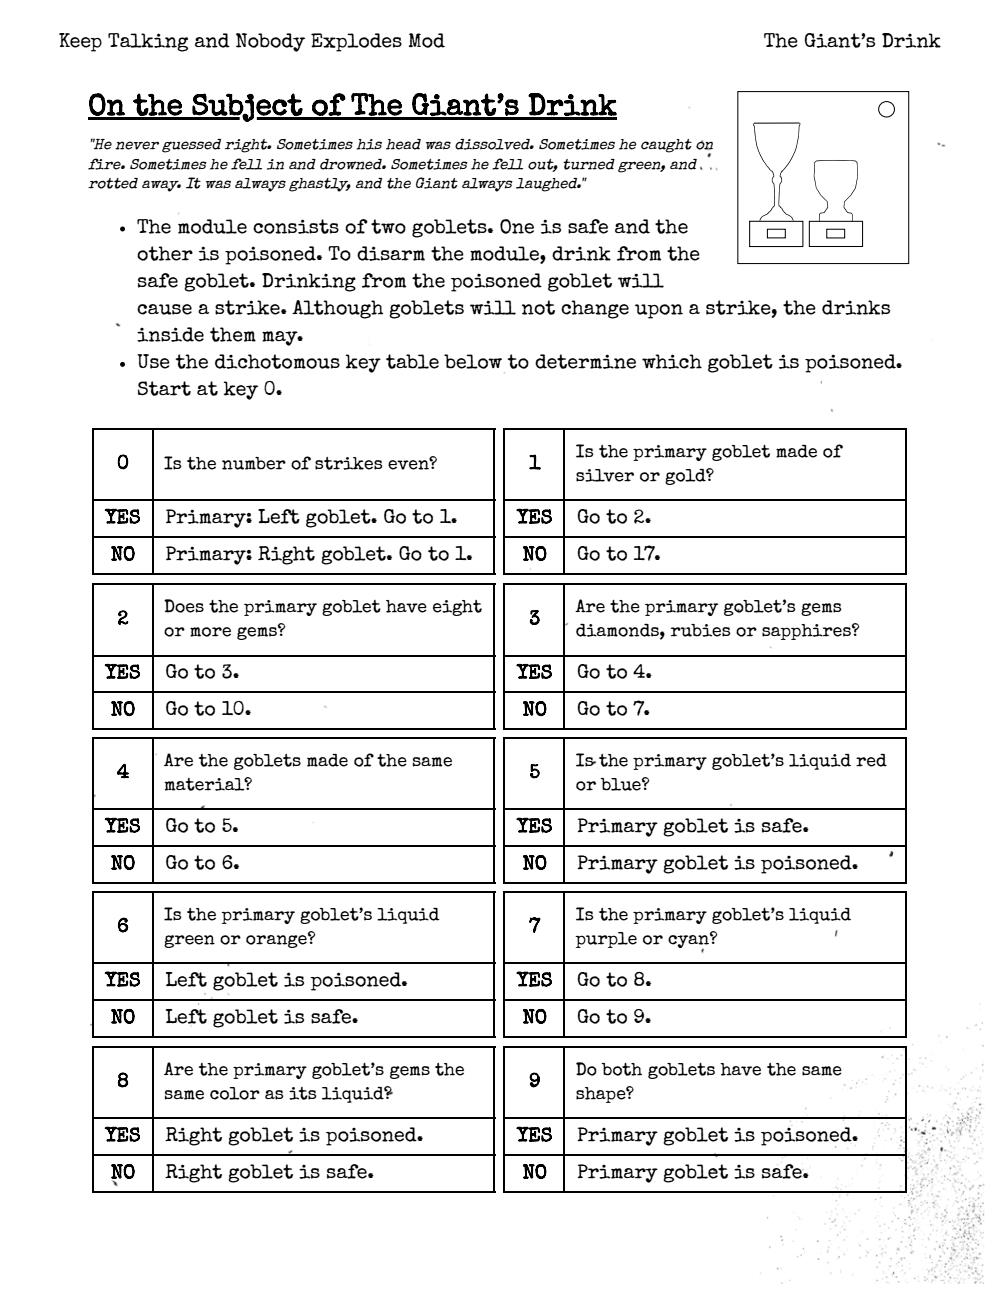 Keep Talking and Nobody Explodes Mod
The Giant's Drink
On the Subject of The Giant's Drink
"He never guessed right. Sometimes his head was dissolved. Sometimes he caught on
fire. Sometimes he fell in and drowned. Sometimes he fell out, turned green, and
rotted away. It was always ghastly, and the Giant always laughed."
• The module consists of two goblets. One is safe and the
other is poisoned. To disarm the module, drink from the
safe goblet. Drinking from the poisoned goblet will
cause a strike. Although goblets will not change upon a strike, the drinks
inside them may.
• Use the dichotomous key table below to determine which goblet is poisoned.
Start at key 0.
0
Is the number of strikes even?
YES
Primary: Left goblet. Go to 1.
NO
Primary: Right goblet. Go to 1.
1
Is the primary goblet made of
silver or gold?
YES
Go to 2.
NO
Go to 17.
2
Does the primary goblet have eight
or more gems?
YES
Go to 3.
NO
Go to 10.
3
Are the primary goblet's gems
diamonds, rubies or sapphires?
YES
Go to 4.
NO
Go to 7.
4
Are the goblets made of the same
material?
YES
Go to 5.
NO
Go to 6.
5
Is the primary goblet's liquid red
or blue?
YES
Primary goblet is safe.
NO
Primary goblet is poisoned.
6
Is the primary goblet's liquid
green or orange?
YES
Left goblet is poisoned.
NO
Left goblet is safe.
7
Is the primary goblet's liquid
purple or cyan?
YES
Go to 8.
NO
Go to 9.
8
Are the primary goblet's gems the
same color as its liquid?
YES
Right goblet is poisoned.
NO
Right goblet is safe.
9
Do both goblets have the same
shape?
YES
Primary goblet is poisoned.
NO
Primary goblet is safe.